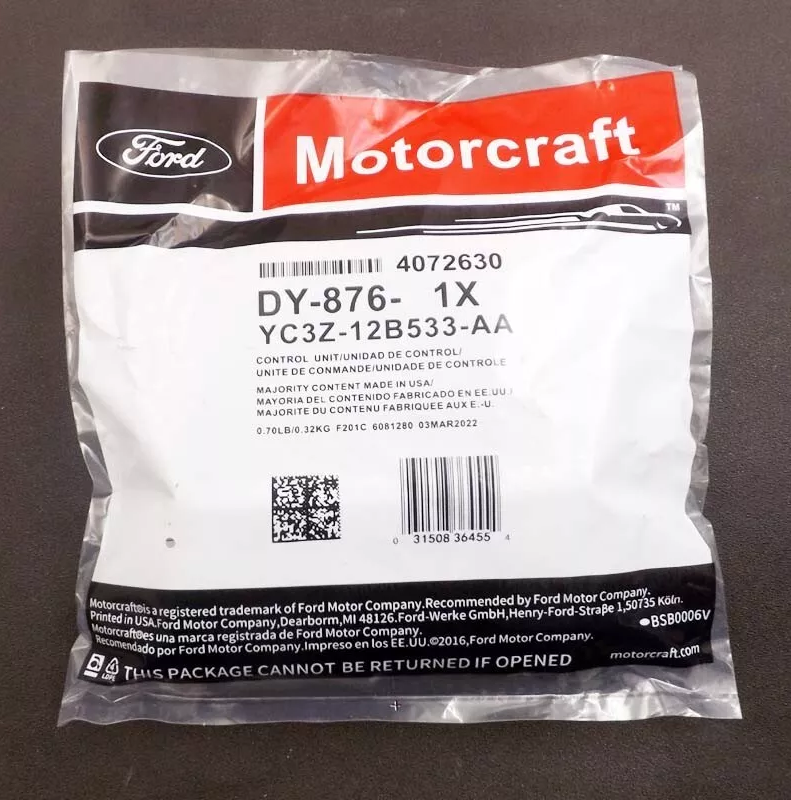 Ford
Motorcraft
TM
4072630
DY-876- 1X
YC3Z-12B533-AA
CONTROL UNIT/UNIDAD DE CONTROL/
UNITE DE CONMANDE/UNIDADE DE CONTROLE
MAJORITY CONTENT MADE IN USA/
MAYORIA DEL CONTENIDO FABRICADO EN EE.UU./
MAJORITE DU CONTENU FABRIQUEE AUX E.-U.
0.70LB/0.32KG F201C 6081280 03MAR2022
0 31508 36455 4
Motorcraft®is a registered trademark of Ford Motor Company.Recommended by Ford Motor Company.
Printed in USA.Ford Motor Company,Dearborn,MI 48126.Ford-Werke GmbH,Henry-Ford-Straße 1,50735 Köln.
Motorcraft®es una marca registrada de Ford Motor Company.
Recomendado por Ford Motor Company.Impreso en los EE.UU.©2016,Ford Motor Company.
●BSB0006V
LDPE
THIS PACKAGE CANNOT BE RETURNED IF OPENED
motorcraft.com